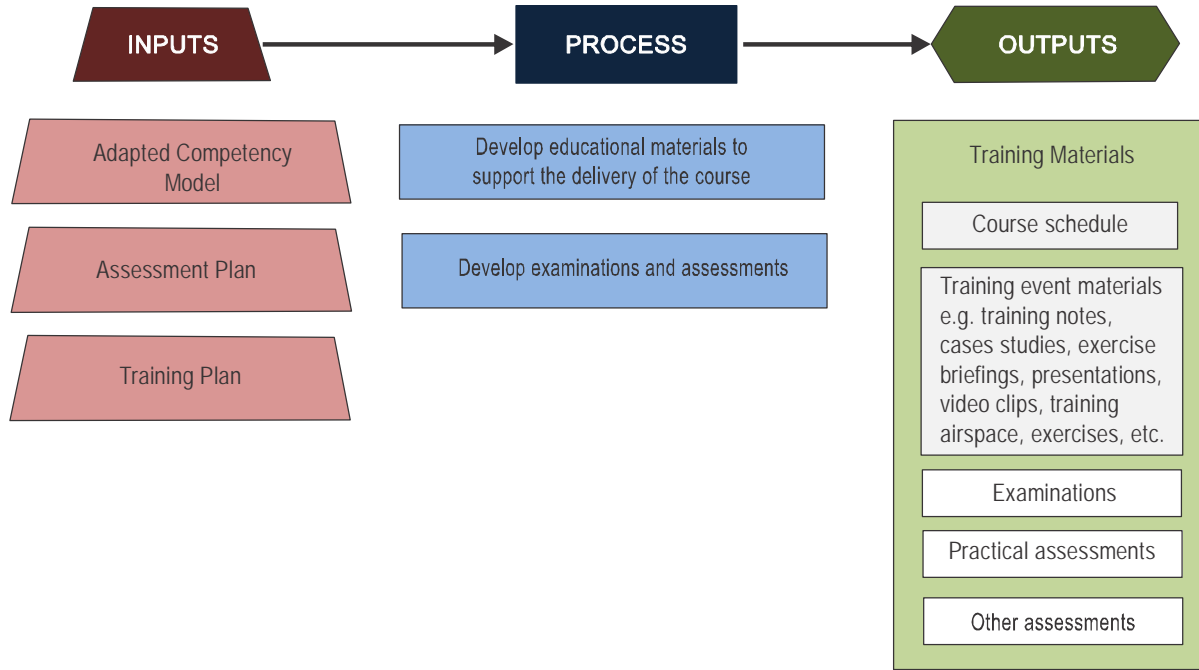 INPUTS
PROCESS
OUTPUTS
Adapted Competency
Model
Assessment Plan
Training Plan
Develop educational materials to
support the delivery of the course
Develop examinations and assessments
Training Materials
Course schedule
Training event materials
e.g. training notes,
cases studies, exercise
briefings, presentations,
video clips, training
airspace, exercises, etc.
Examinations
Practical assessments
Other assessments